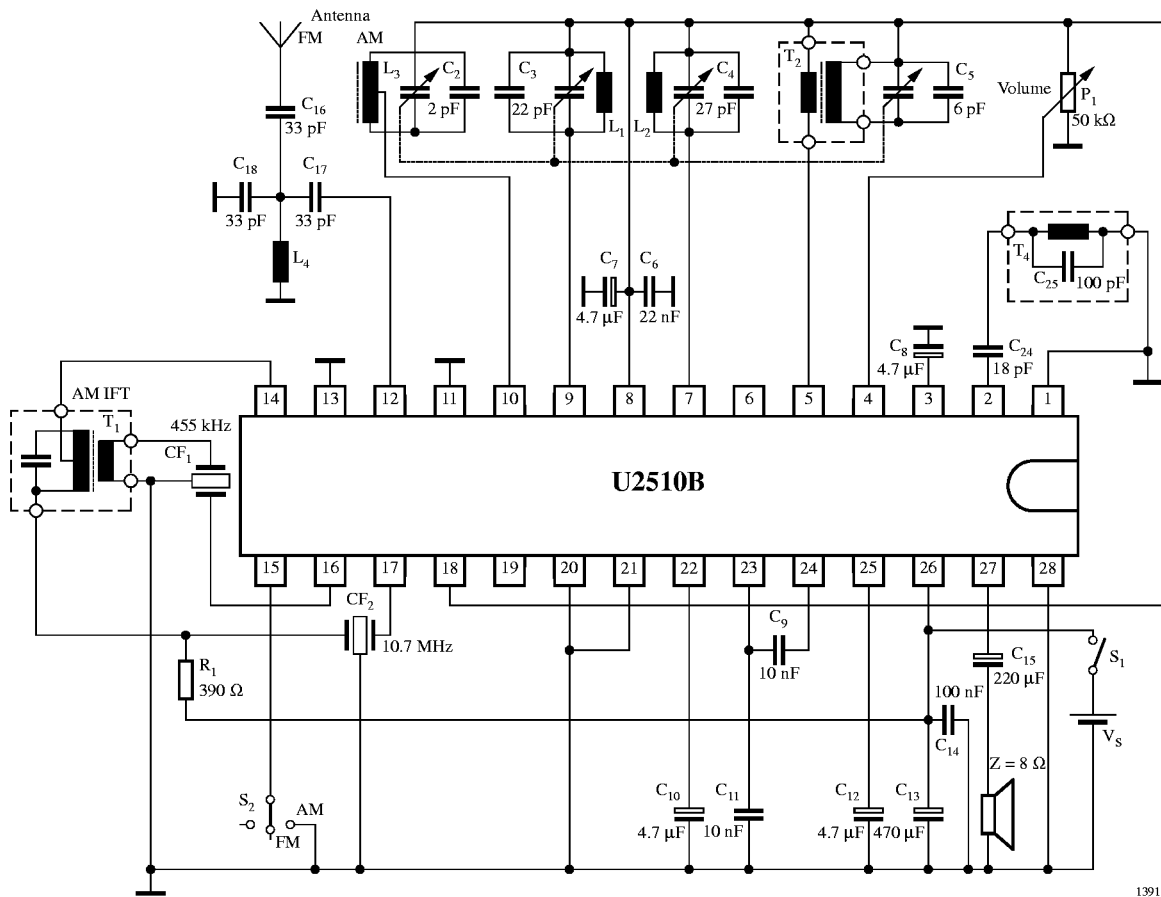 Antenna
FM
AM
L3
C2
2 pF
C3
22 pF
L1
L2
C4
27 pF
T2
C5
6 pF
Volume
P1
50 kΩ
C16
33 pF
C18
33 pF
C17
33 pF
L4
C7
4.7 µF
C6
22 nF
T4
C25
100 pF
C8
4.7 µF
C24
18 pF
AM IFT
T1
455 kHz
CF1
14 13 12 11 10 9 8 7 6 5 4 3 2 1
U2510B
15 16 17 18 19 20 21 22 23 24 25 26 27 28
CF2
10.7 MHz
R1
390 Ω
C9
10 nF
C15
220 µF
S1
100 nF
C14
VS
Z = 8 Ω
S2
AM
FM
C10
4.7 µF
C11
10 nF
C12
4.7 µF
C13
470 µF
1391